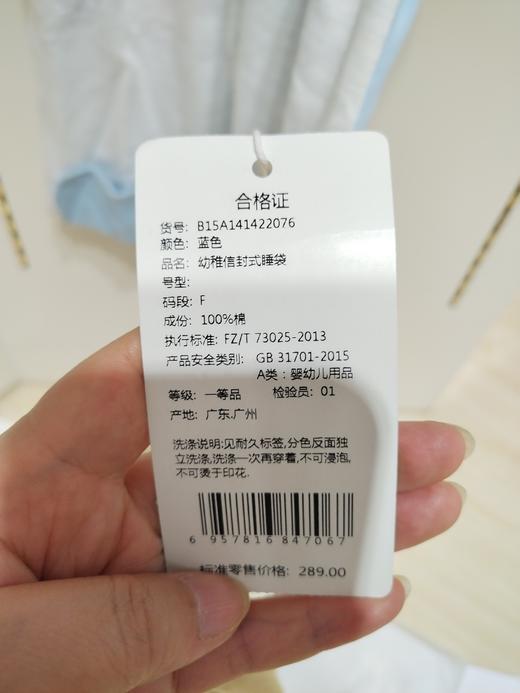 合格证
货号: B15A141422076
颜色: 蓝色
品名: 幼稚信封式睡袋
号型:
码段: F
成份: 100%棉
执行标准: FZ/T 73025-2013
产品安全类别: GB 31701-2015
A类: 婴幼儿用品
等级: 一等品 检验员: 01
产地: 广东.广州
洗涤说明:见耐久标签,分色反面独
立洗涤,洗涤一次再穿着,不可浸泡,
不可烫于印花.
6 957816 847067
标准零售价格: 289.00